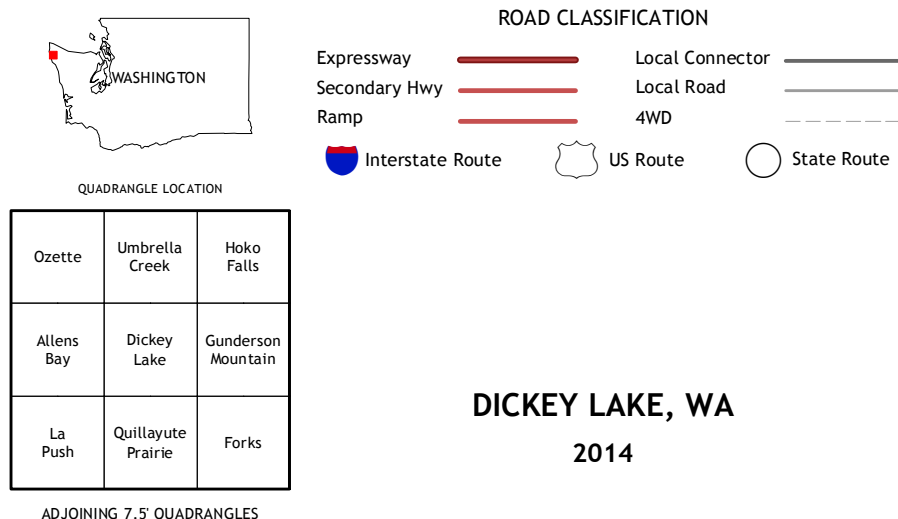 WASHINGTON
QUADRANGLE LOCATION
Ozette
Umbrella
Creek
Hoko
Falls
Allens
Bay
Dickey
Lake
Gunderson
Mountain
La
Push
Quillayute
Prairie
Forks
ADJOINING 7.5' QUADRANGLES
ROAD CLASSIFICATION
Expressway
Local Connector
Secondary Hwy
Local Road
Ramp
4WD
Interstate Route
US Route
State Route
DICKEY LAKE, WA
2014